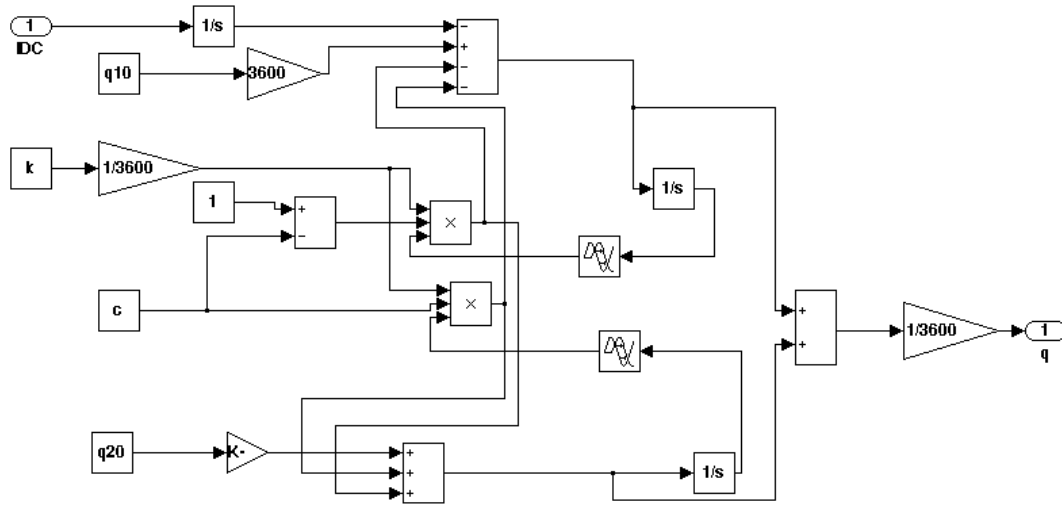 1
IDC
1/s
−
+
−
−
q10
3600
k
1/3600
1
+
−
×
1/s
c
×
+
+
1/3600
1
q
q20
K-
+
+
+
1/s